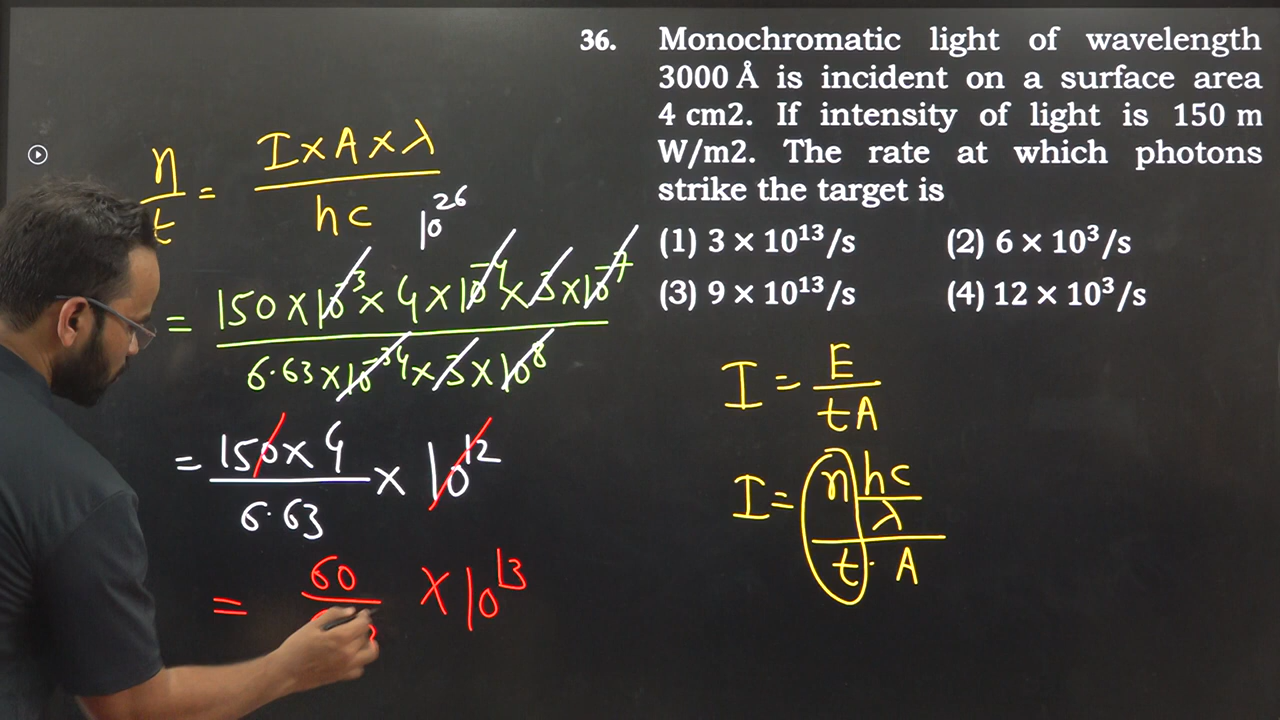 36. Monochromatic light of wavelength
3000 Å is incident on a surface area
4 cm2. If intensity of light is 150 m
W/m2. The rate at which photons
strike the target is
(1) 3 × 10¹³/s (2) 6 × 10³/s
(3) 9 × 10¹³/s (4) 12 × 10³/s
n/t = I×A×λ / hc
10²⁶
= 150×10⁻³×4×10⁻⁴×3×10⁻⁷ / 6.63×10⁻³⁴×3×10⁸
= 150×4 / 6.63 × 10¹²
= 60 / × 10¹³
I = E / tA
I = n hc/λ / t·A